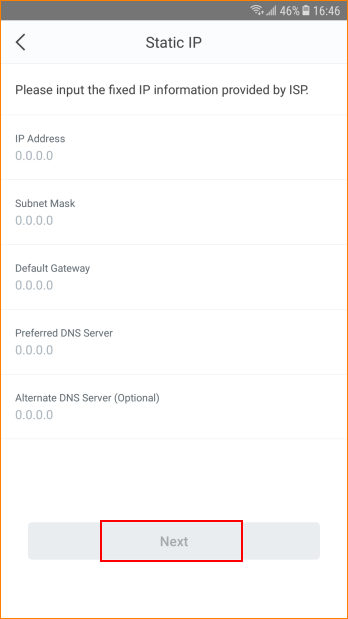 46% 16:46
Static IP
Please input the fixed IP information provided by ISP.
IP Address
0.0.0.0
Subnet Mask
0.0.0.0
Default Gateway
0.0.0.0
Preferred DNS Server
0.0.0.0
Alternate DNS Server (Optional)
0.0.0.0
Next